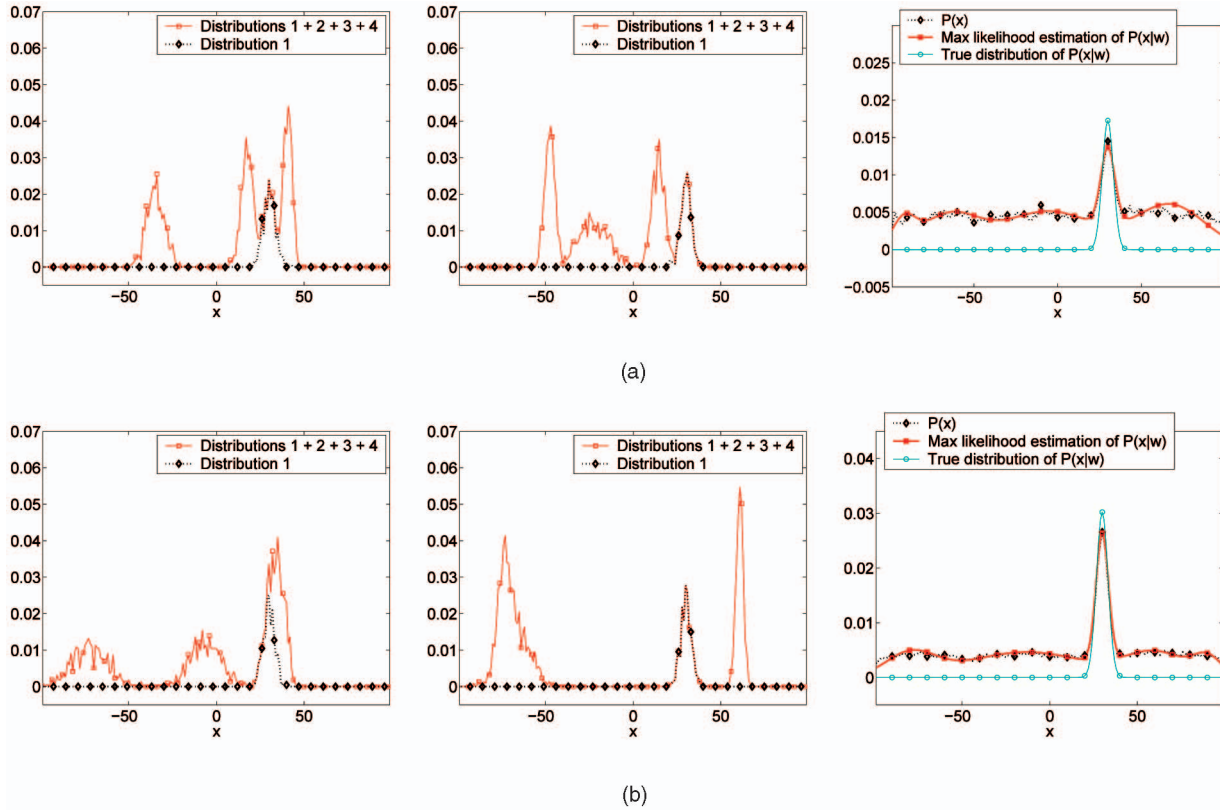 0.07
0.06
0.05
0.04
0.03
0.02
0.01
0
−50
0
50
x
Distributions 1 + 2 + 3 + 4
Distribution 1
0.07
0.06
0.05
0.04
0.03
0.02
0.01
0
−50
0
50
x
Distributions 1 + 2 + 3 + 4
Distribution 1
P(x)
Max likelihood estimation of P(x|w)
True distribution of P(x|w)
0.025
0.02
0.015
0.01
0.005
0
−0.005
−50
0
50
x
(a)
0.07
0.06
0.05
0.04
0.03
0.02
0.01
0
−50
0
50
x
Distributions 1 + 2 + 3 + 4
Distribution 1
0.07
0.06
0.05
0.04
0.03
0.02
0.01
0
−50
0
50
x
Distributions 1 + 2 + 3 + 4
Distribution 1
P(x)
Max likelihood estimation of P(x|w)
True distribution of P(x|w)
0.04
0.03
0.02
0.01
0
−50
0
50
x
(b)